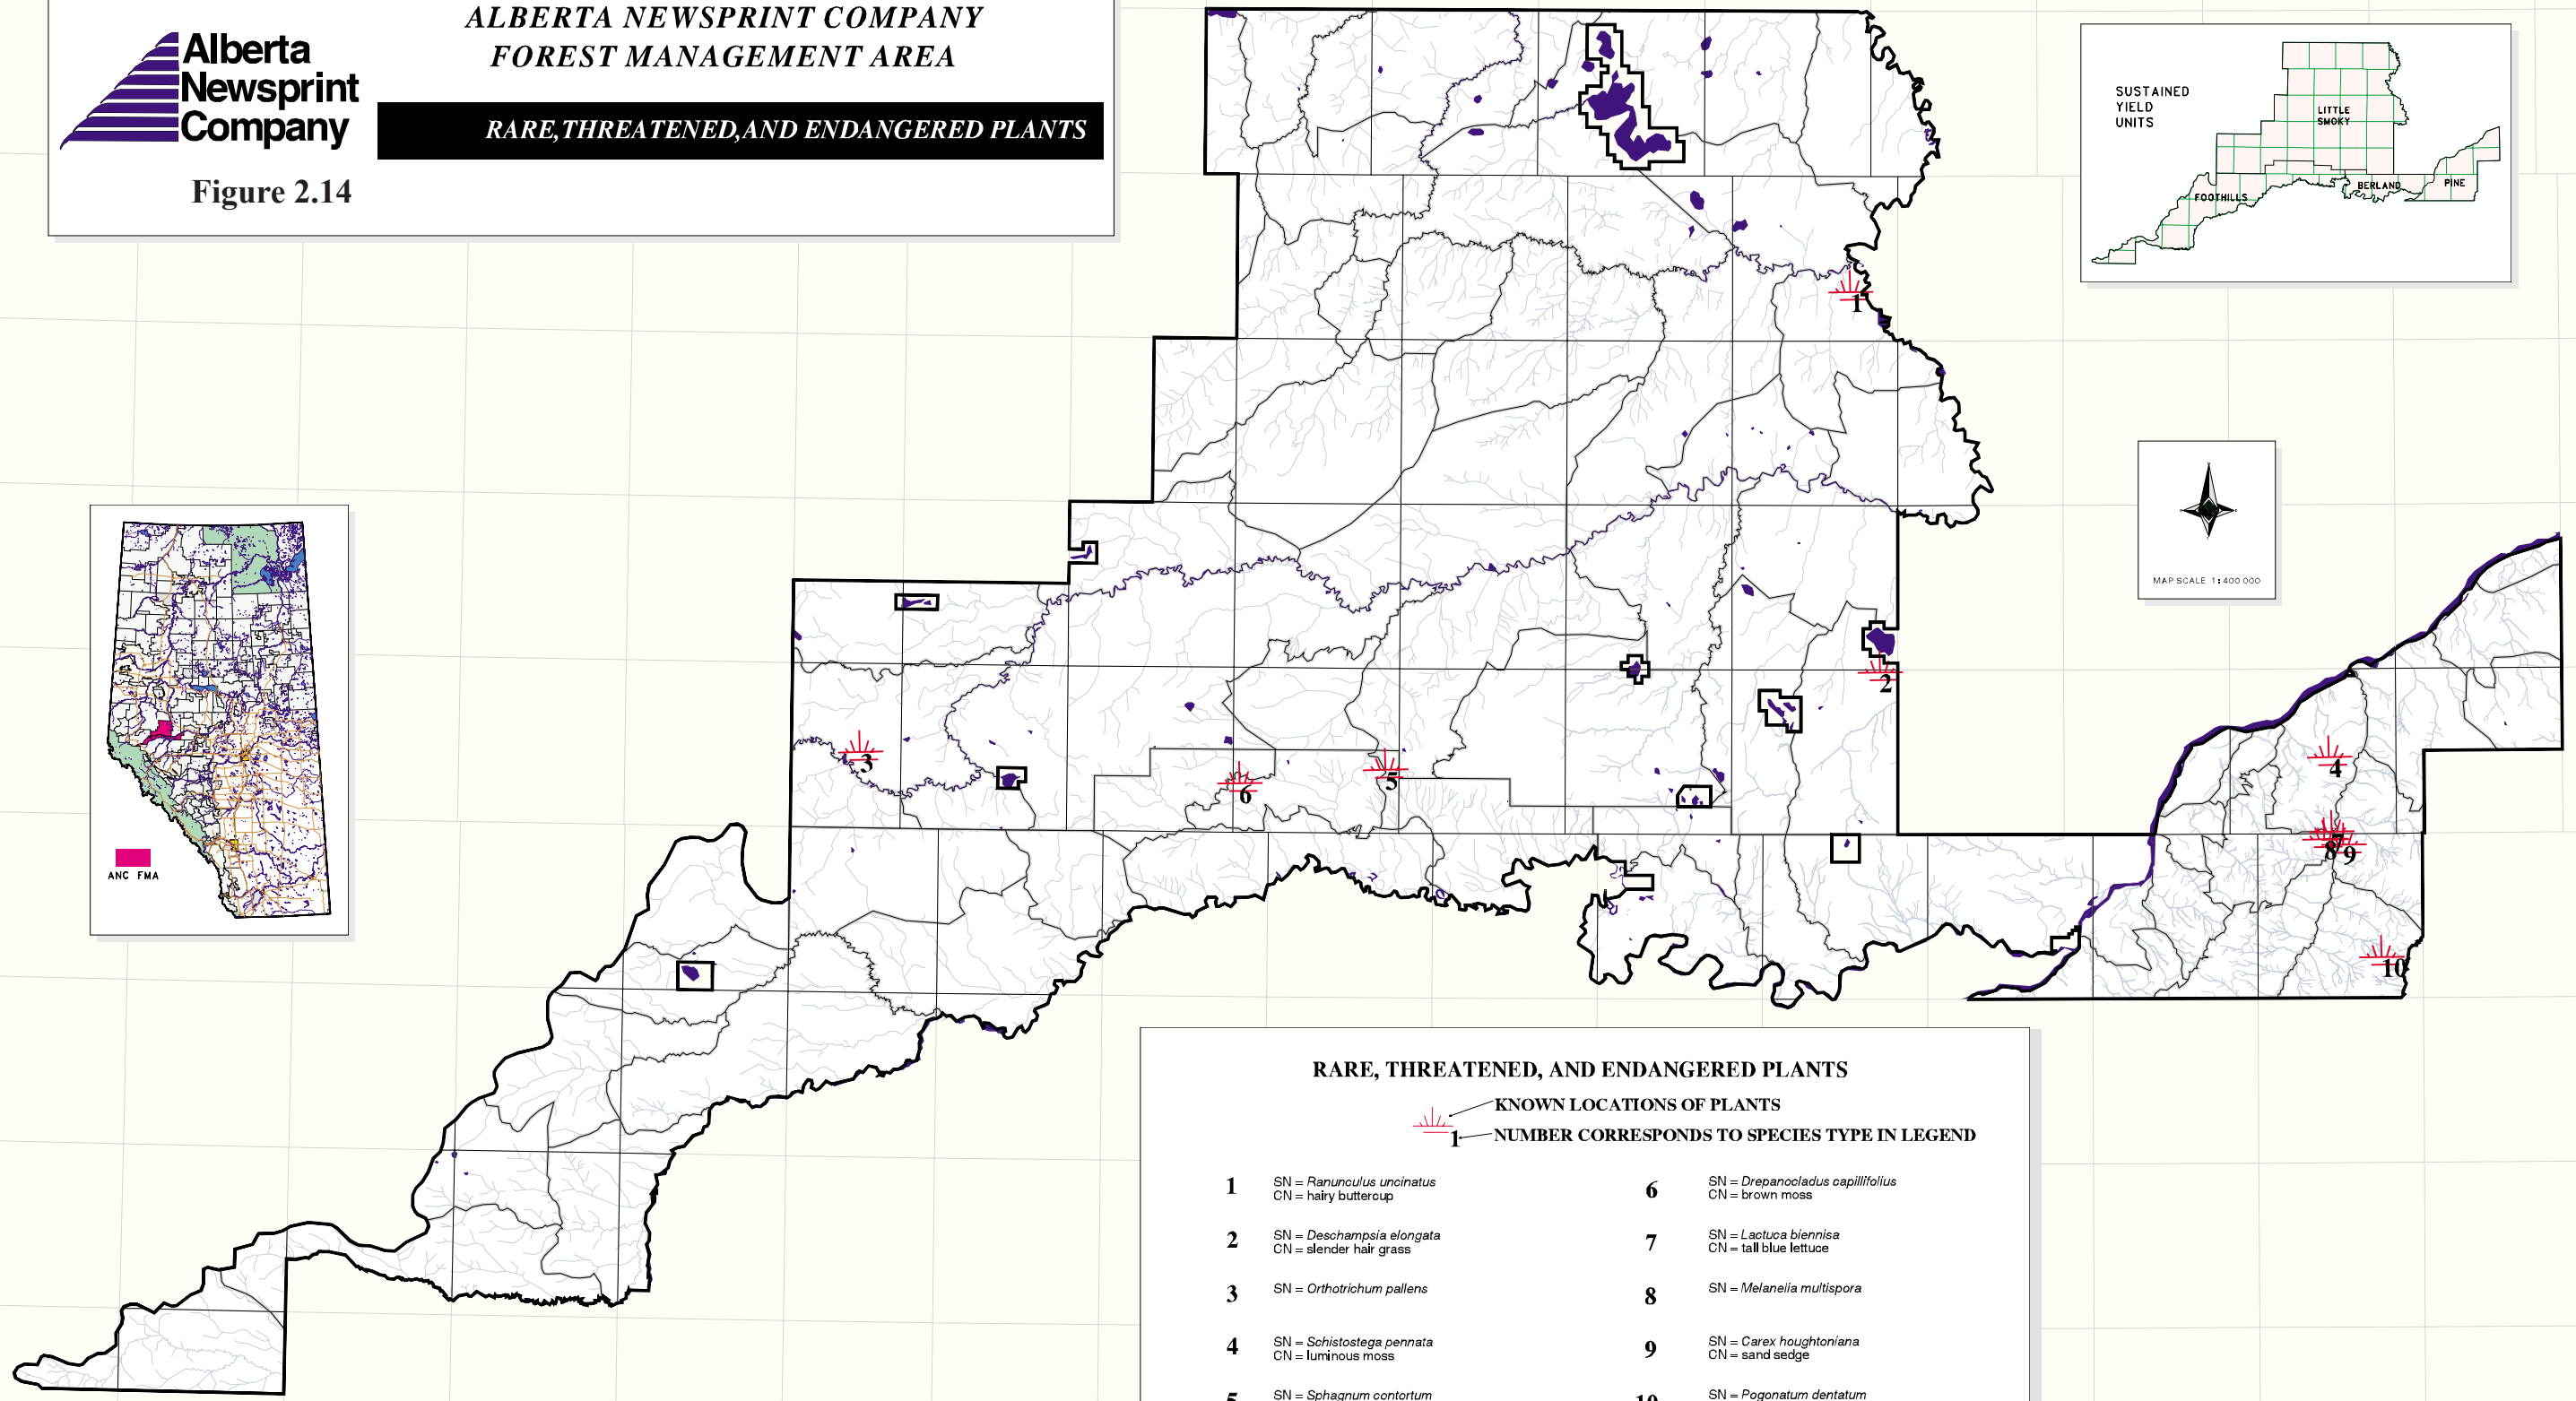 ALBERTA NEWSPRINT COMPANY
FOREST MANAGEMENT AREA
Alberta
Newsprint
Company
RARE,THREATENED,AND ENDANGERED PLANTS
Figure 2.14
SUSTAINED
YIELD
UNITS
LITTLE
SMOKY
FOOTHILLS
BERLAND
PINE
MAP SCALE 1:400 000
ANC FMA
1
2
3
4
5
6
7
8
9
10
RARE, THREATENED, AND ENDANGERED PLANTS
KNOWN LOCATIONS OF PLANTS
1
NUMBER CORRESPONDS TO SPECIES TYPE IN LEGEND
1
SN = Ranunculus uncinatus
CN = hairy buttercup
2
SN = Deschampsia elongata
CN = slender hair grass
3
SN = Orthotrichum pallens
4
SN = Schistostega pennata
CN = luminous moss
5
SN = Sphagnum contortum
6
SN = Drepanocladus capillifolius
CN = brown moss
7
SN = Lactuca biennisa
CN = tall blue lettuce
8
SN = Melanelia multispora
9
SN = Carex houghtoniana
CN = sand sedge
10
SN = Pogonatum dentatum